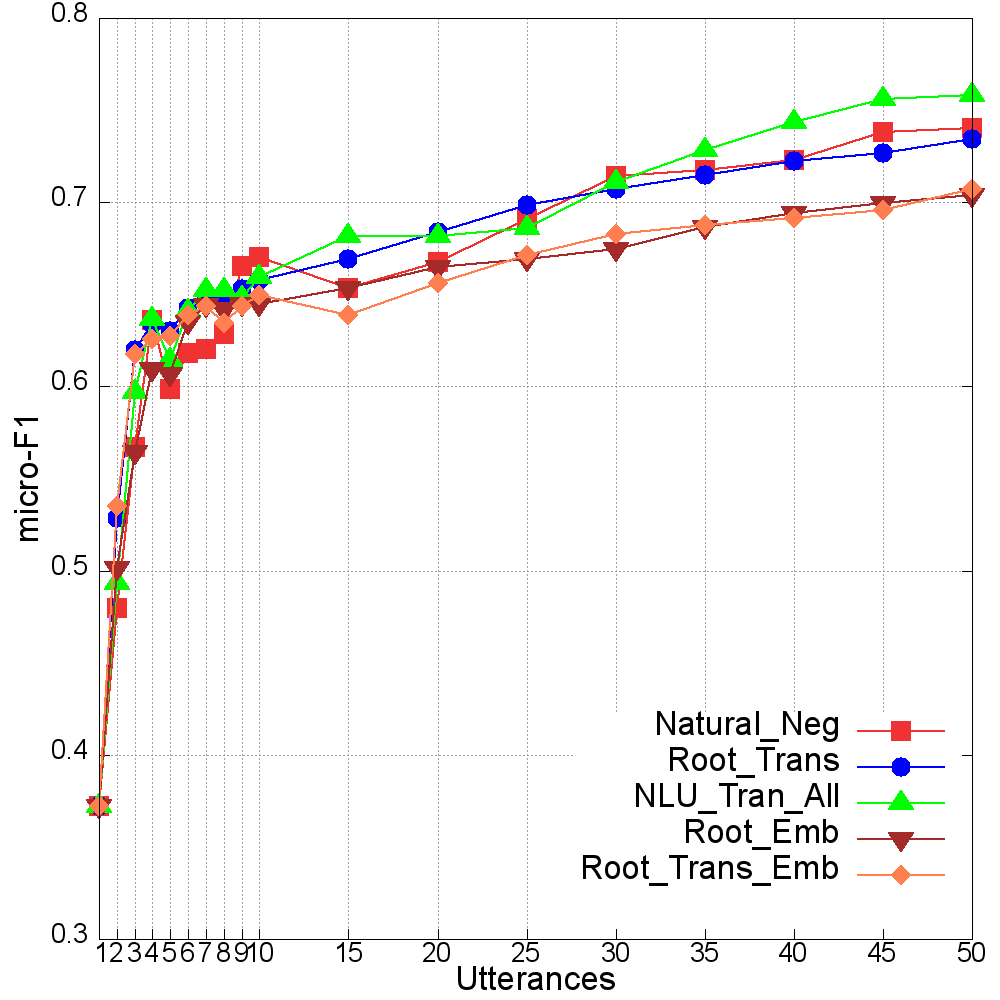 0.8
0.7
0.6
0.5
0.4
0.3
micro-F1
Natural_Neg
Root_Trans
NLU_Tran_All
Root_Emb
Root_Trans_Emb
1 2 3 4 5 6 7 8 9 10 15 20 25 30 35 40 45 50
Utterances